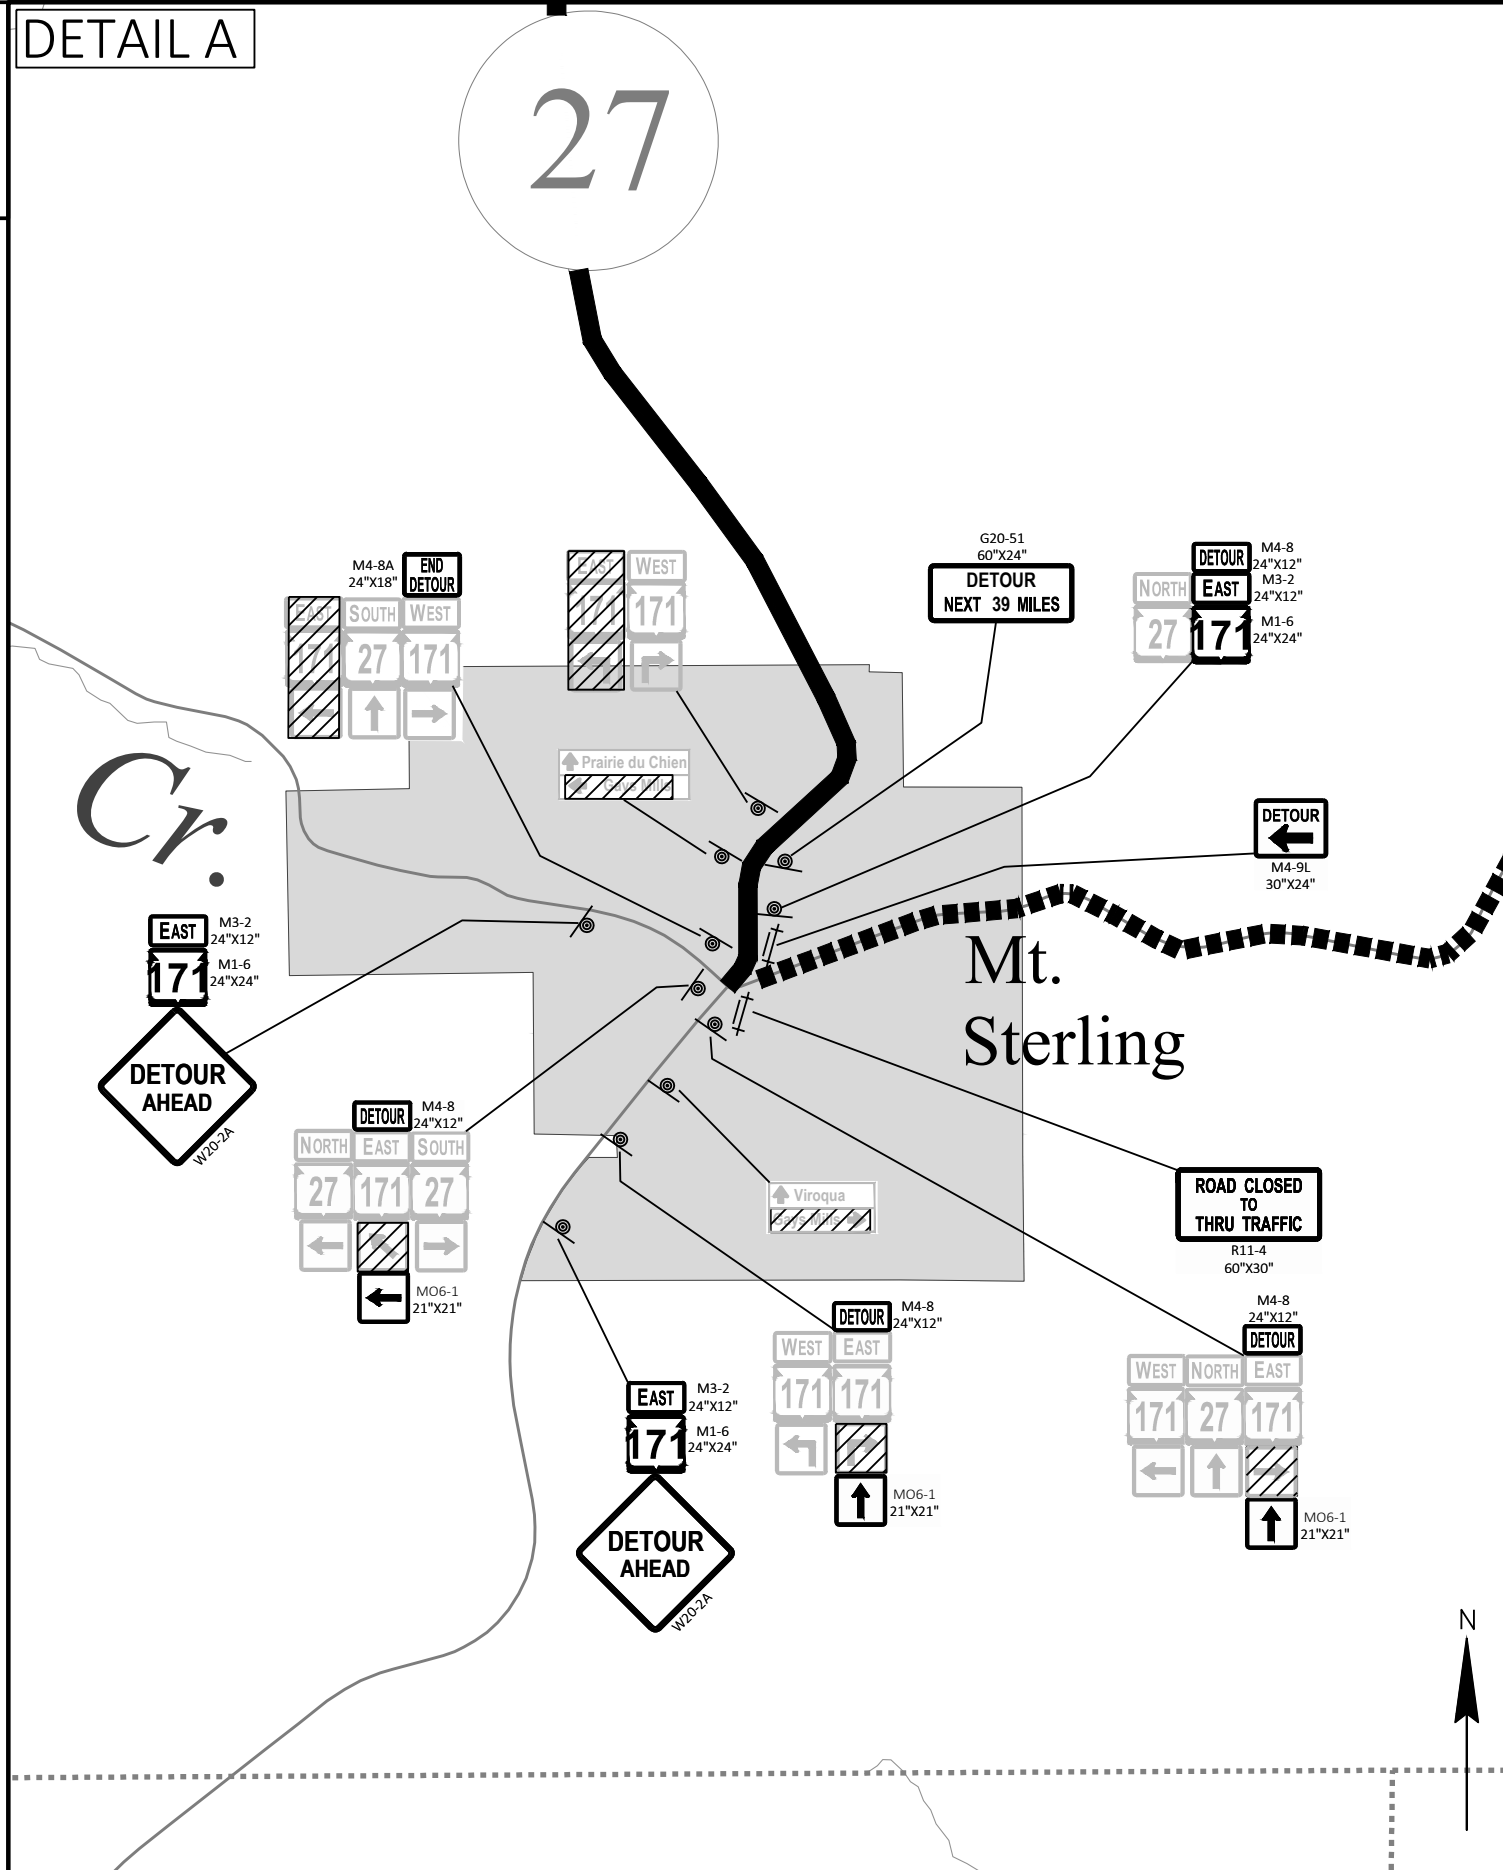 DETAIL A
27
G20-51
60"X24"
DETOUR
NEXT 39 MILES
DETOUR
M4-8
24"X12"
NORTH
EAST
M3-2
24"X12"
27
171
M1-6
24"X24"
M4-8A
24"X18"
END
DETOUR
EAST
SOUTH
WEST
171
27
171
EAST
WEST
171
171
Prairie du Chien
Gays Mills
DETOUR
M4-9L
30"X24"
Cr.
Mt.
Sterling
EAST
M3-2
24"X12"
171
M1-6
24"X24"
DETOUR
AHEAD
W20-2A
DETOUR
M4-8
24"X12"
NORTH
EAST
SOUTH
27
171
27
MO6-1
21"X21"
Viroqua
Gays Mills
ROAD CLOSED
TO
THRU TRAFFIC
R11-4
60"X30"
EAST
M3-2
24"X12"
171
M1-6
24"X24"
DETOUR
AHEAD
W20-2A
DETOUR
M4-8
24"X12"
WEST
EAST
171
171
MO6-1
21"X21"
M4-8
24"X12"
DETOUR
WEST
NORTH
EAST
171
27
171
MO6-1
21"X21"
N